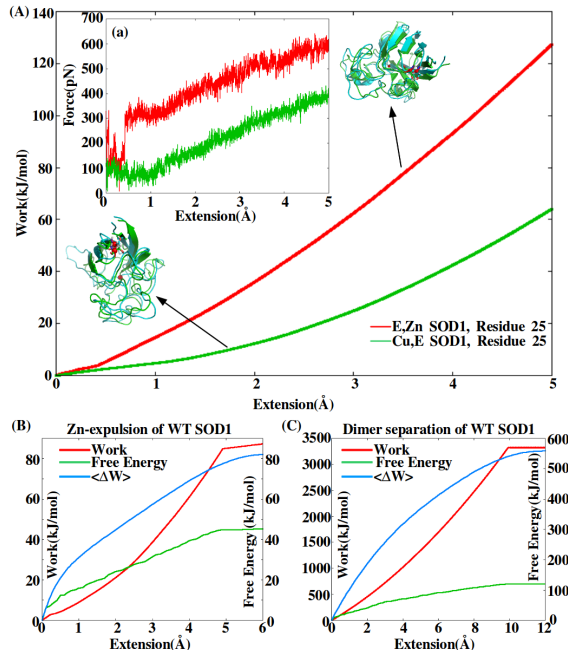 (A)
140
120
100
80
60
40
20
0
Work(kJ/mol)
(a)
700
600
500
400
300
200
100
0
Force(pN)
0 1 2 3 4 5
Extension(Å)
E,Zn SOD1, Residue 25
Cu,E SOD1, Residue 25
0 1 2 3 4 5
Extension(Å)
(B) Zn-expulsion of WT SOD1
Work
Free Energy
<ΔW>
80
60
40
20
0
Work(kJ/mol)
80
60
40
20
0
Free Energy (kJ/mol)
0 1 2 3 4 5 6
Extension(Å)
(C) Dimer separation of WT SOD1
Work
Free Energy
<ΔW>
3500
3000
2500
2000
1500
1000
500
0
Work(kJ/mol)
600
500
400
300
200
100
0
Free Energy(kJ/mol)
0 2 4 6 8 10 12
Extension(Å)